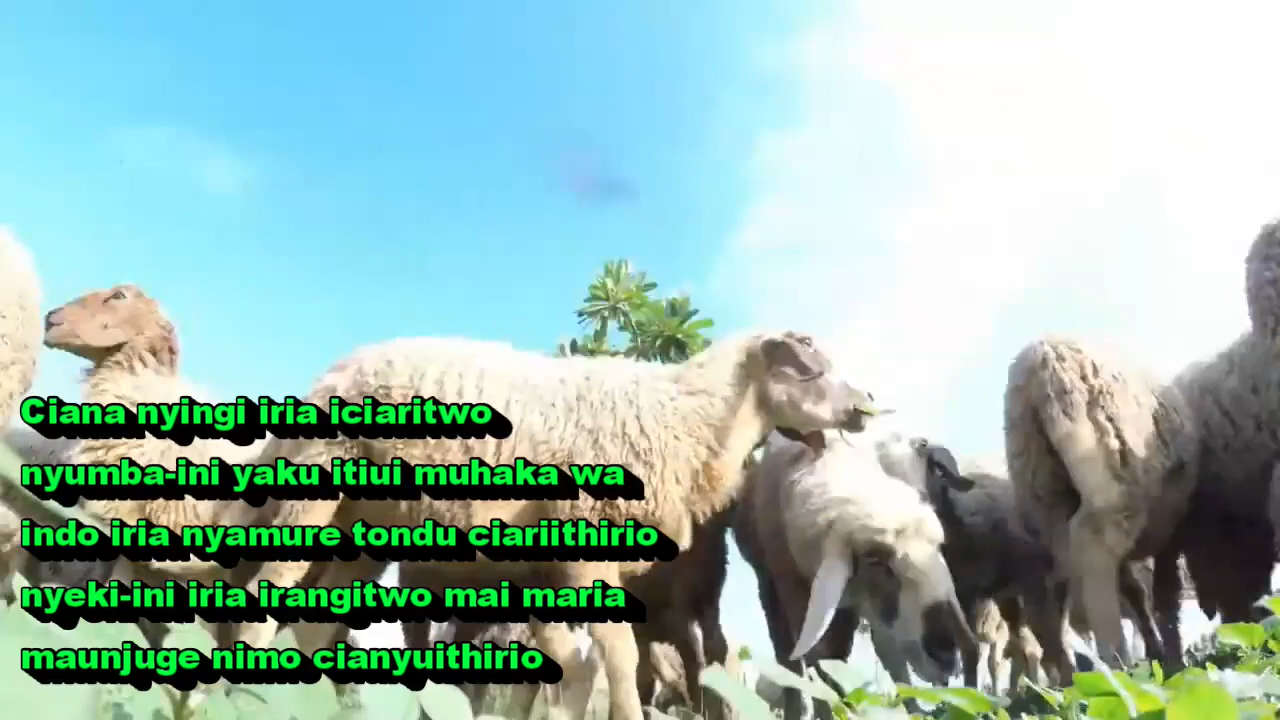 Ciana nyingi iria iciaritwo
nyumba-ini yaku itiui muhaka wa
indo iria nyamure tondu ciariithirio
nyeki-ini iria irangitwo mai maria
maunjuge nimo cianyuithirio